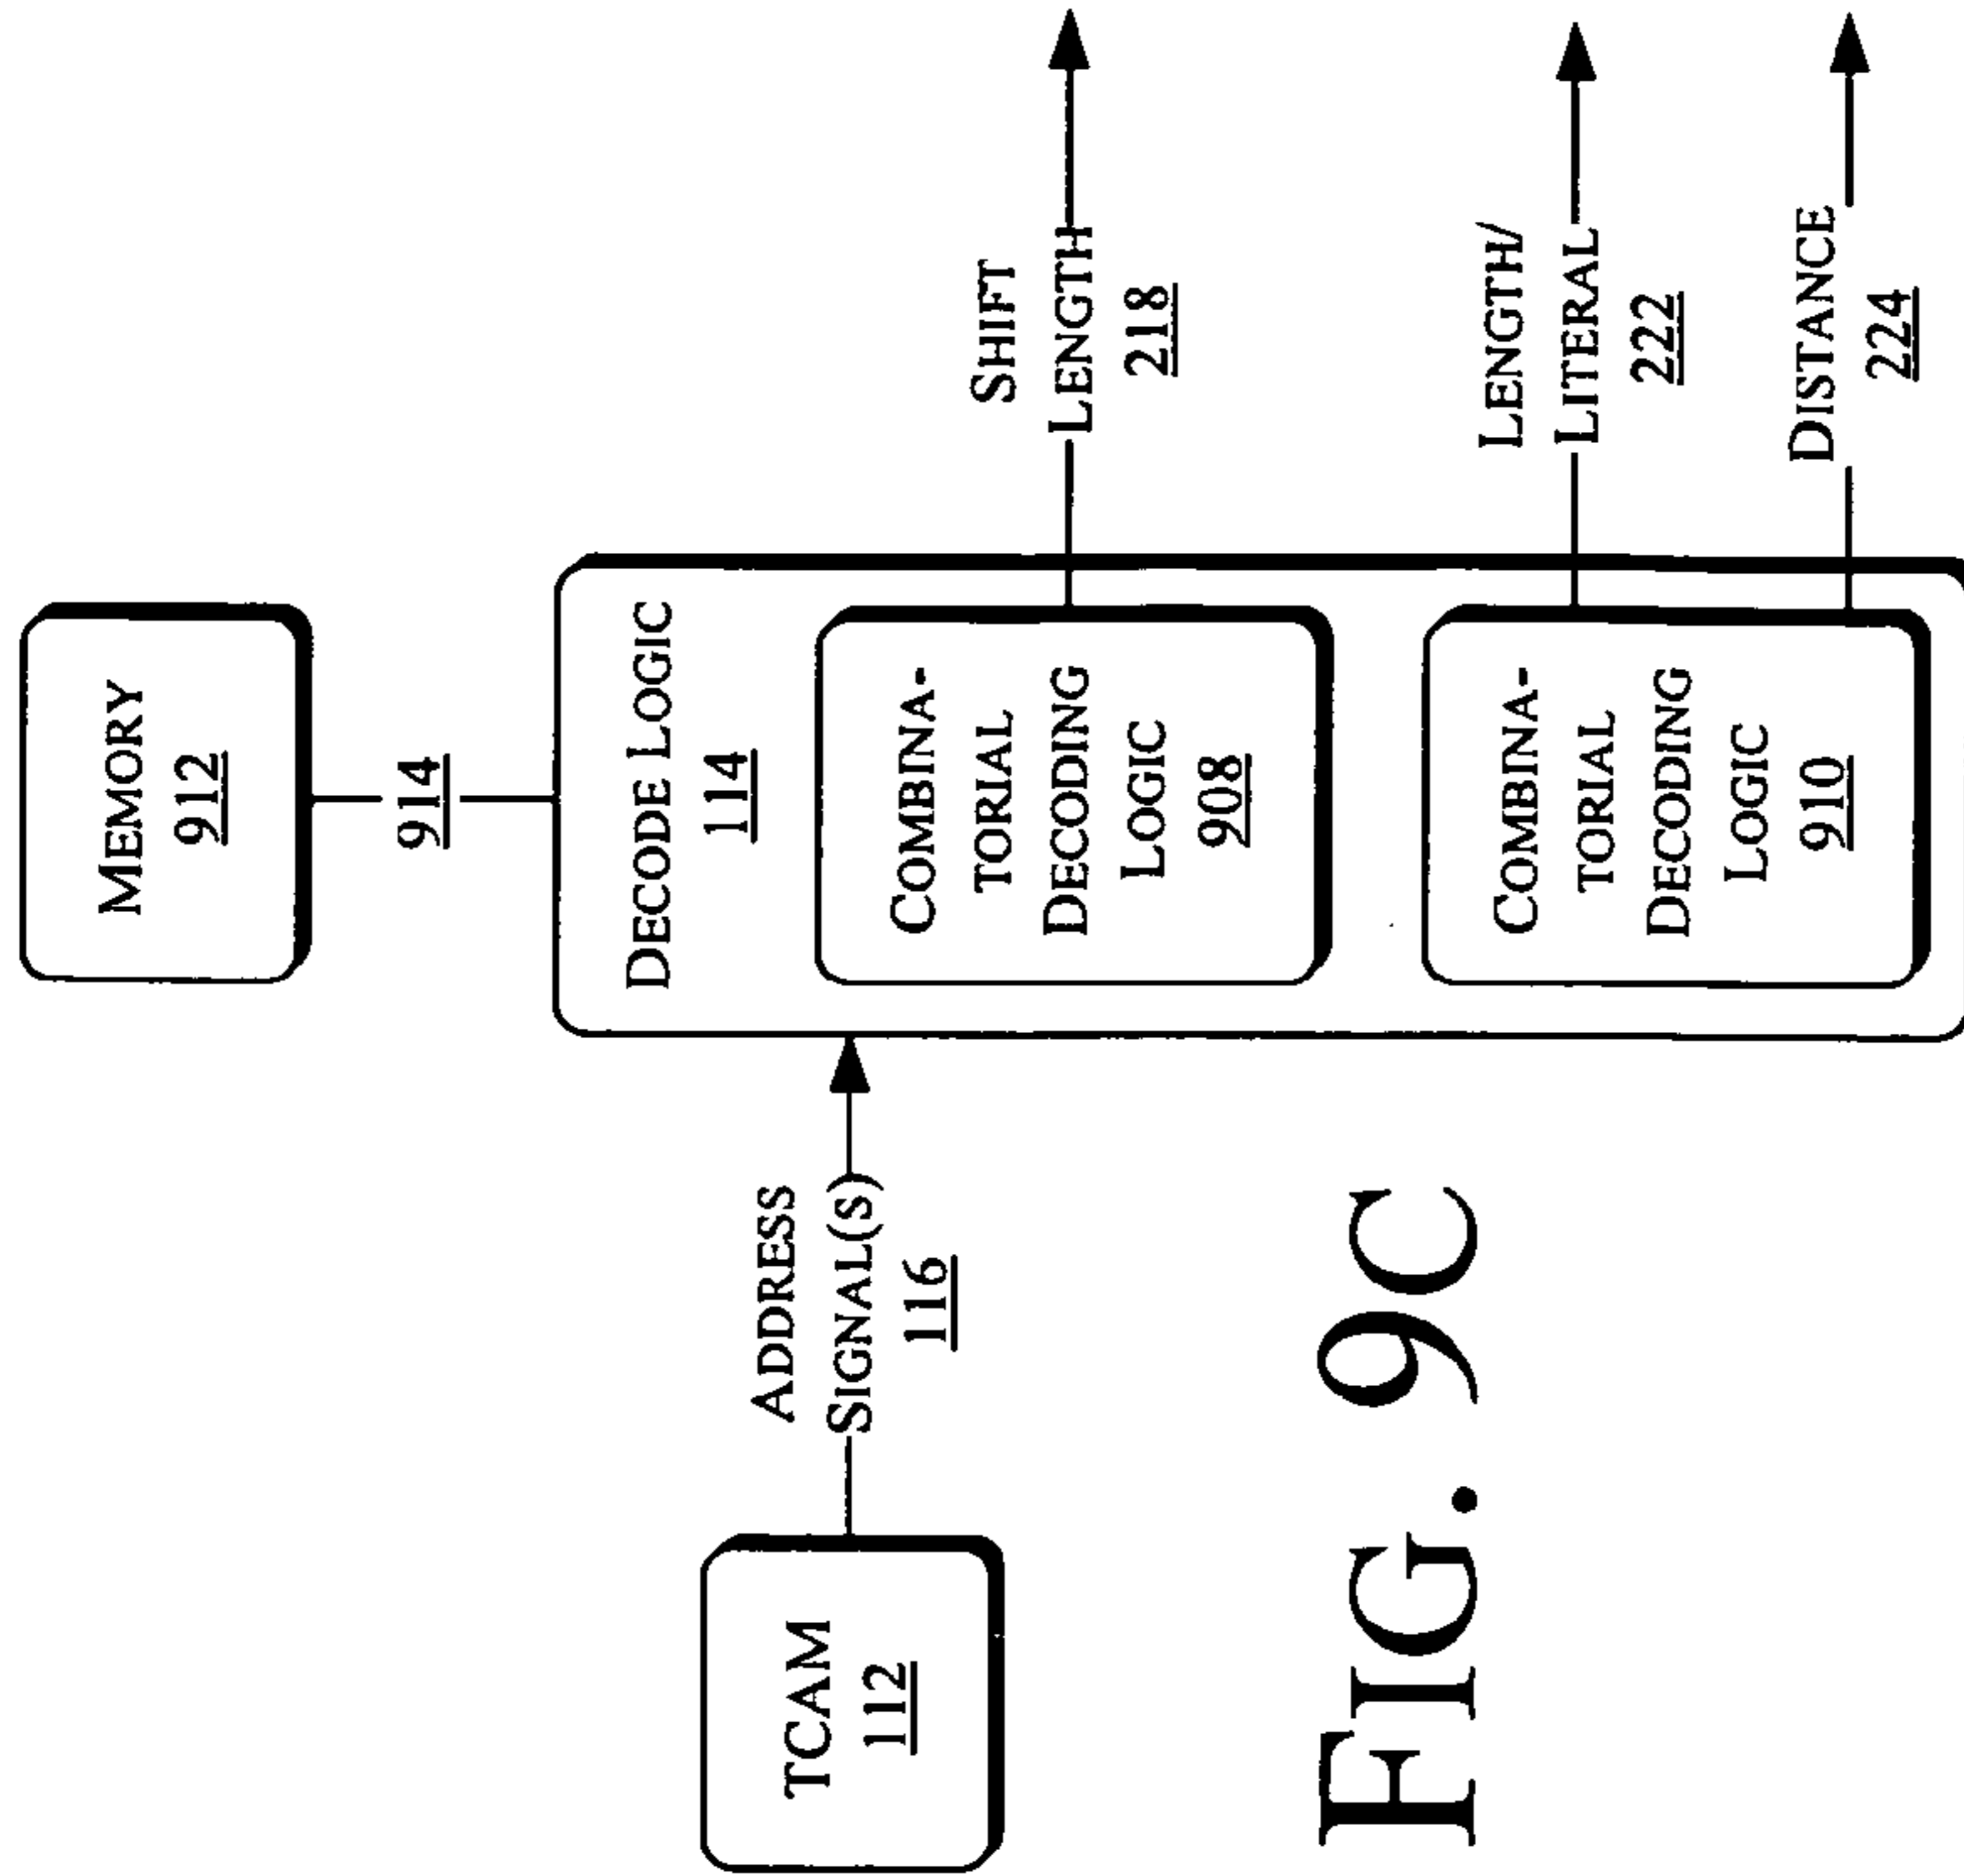 MEMORY
912
914
DECODE LOGIC
114
COMBINA-
TORIAL
DECODING
LOGIC
908
COMBINA-
TORIAL
DECODING
LOGIC
910
TCAM
112
ADDRESS
SIGNAL(S)
116
SHIFT
LENGTH
218
LENGTH/
LITERAL
222
DISTANCE
224
FIG. 9C